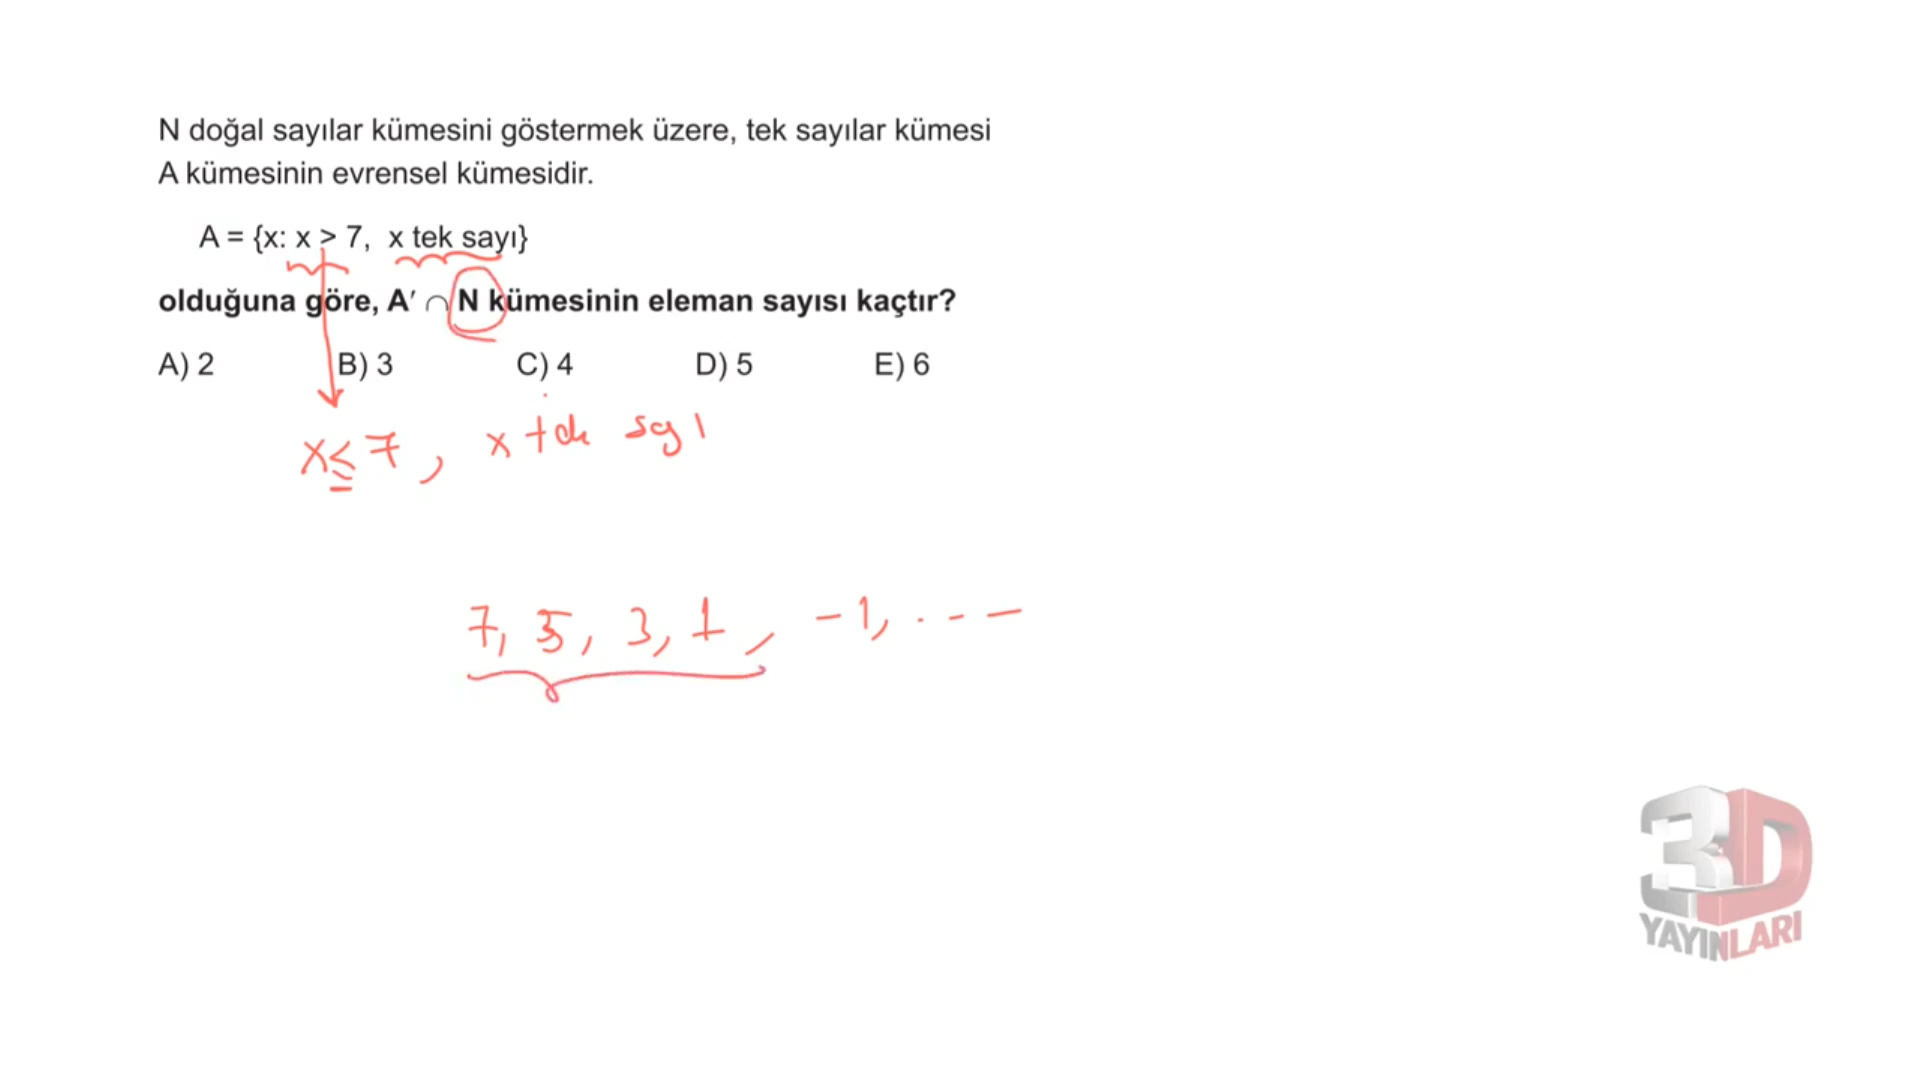 N doğal sayılar kümesini göstermek üzere, tek sayılar kümesi
A kümesinin evrensel kümesidir.
A = {x: x > 7, x tek sayı}
olduğuna göre, A′ ∩ N kümesinin eleman sayısı kaçtır?
A) 2 B) 3 C) 4 D) 5 E) 6
x ≤ 7, x tek sayı
7, 5, 3, 1, -1, ...
3D
YAYINLARI